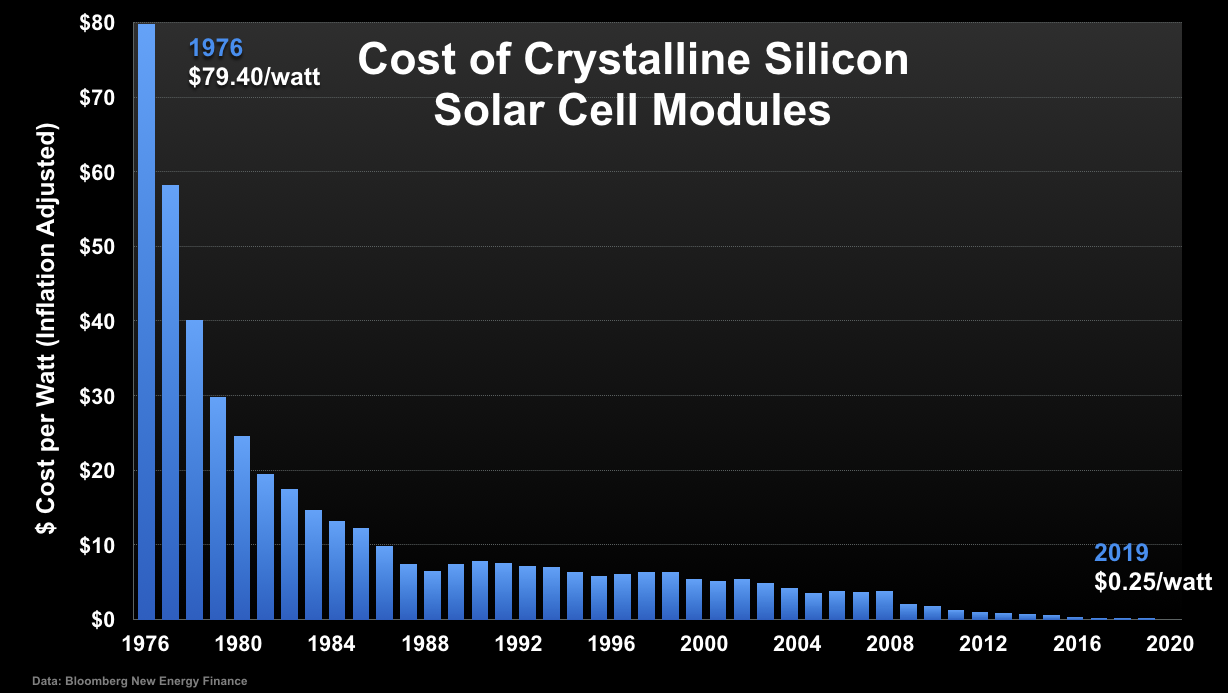 Cost of Crystalline Silicon
Solar Cell Modules
1976
$79.40/watt
$ Cost per Watt (Inflation Adjusted)
$80
$70
$60
$50
$40
$30
$20
$10
$0
2019
$0.25/watt
1976 1980 1984 1988 1992 1996 2000 2004 2008 2012 2016 2020
Data: Bloomberg New Energy Finance